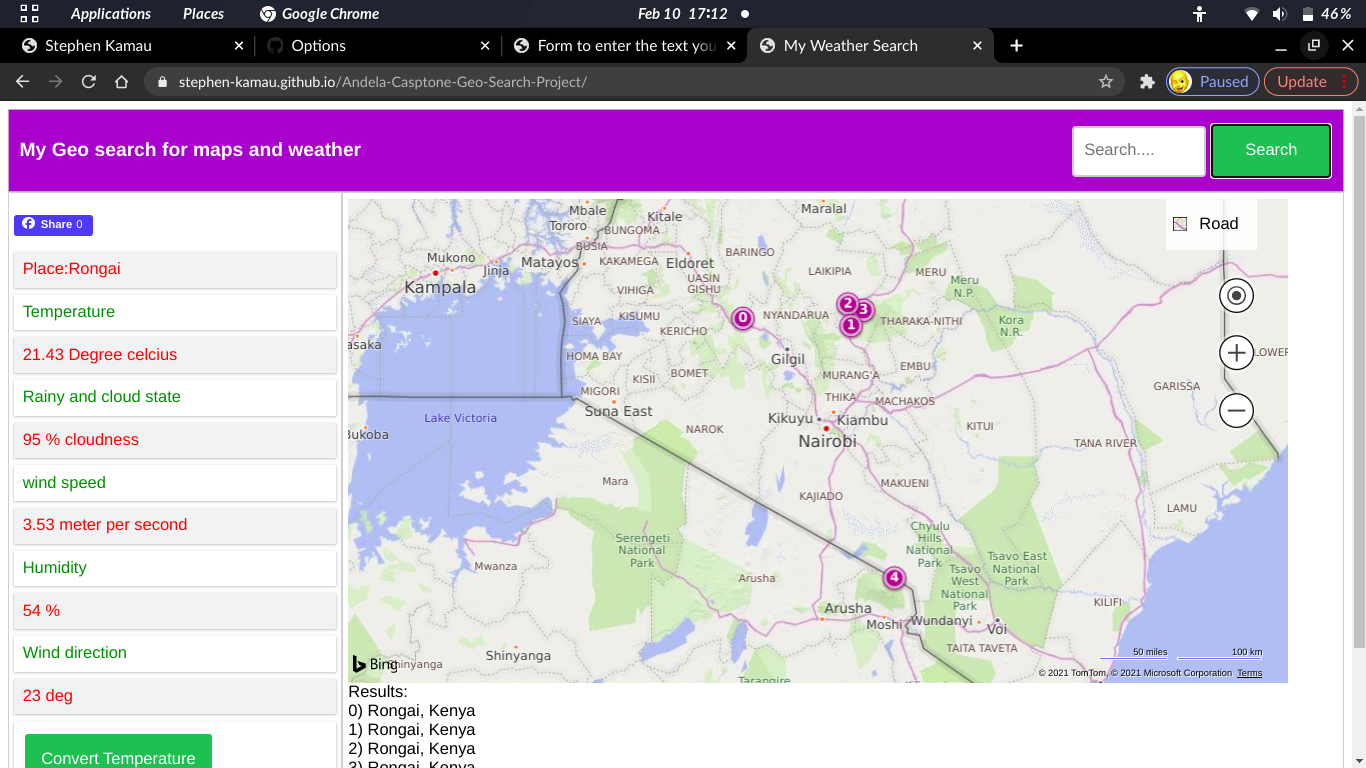 Applications Places Google Chrome Feb 10 17:12 46%
Stephen Kamau Options Form to enter the text you My Weather Search
stephen-kamau.github.io/Andela-Casptone-Geo-Search-Project/ Paused Update
My Geo search for maps and weather Search.... Search
Share 0
Place:Rongai
Temperature
21.43 Degree celcius
Rainy and cloud state
95 % cloudness
wind speed
3.53 meter per second
Humidity
54 %
Wind direction
23 deg
Convert Temperature
Road
Mbale
Kitale
Maralal
Tororo
BUNGOMA
BUSIA
BARINGO
Mukono
Jinja
Matayos
KAKAMEGA
Eldoret
LAIKIPIA
MERU
Kampala
UASIN
GISHU
Meru
N.P.
VIHIGA
0
2
3
1
SIAYA
KISUMU
NYANDARUA
THARAKA-NITHI
Kora
N.R.
KERICHO
asaka
HOMA BAY
Gilgil
LOWER
BOMET
EMBU
KISII
MURANG'A
GARISSA
MIGORI
THIKA
MACHAKOS
Suna East
Lake Victoria
Kikuyu
Kiambu
KITUI
Bukoba
NAROK
Nairobi
TANA RIVER
Mara
MAKUENI
KAJIADO
LAMU
Chyulu
Hills
National
Park
Serengeti
National
Park
Tsavo East
National
Park
Mwanza
Arusha
4
Tsavo
West
National
Park
KILIFI
Arusha
Moshi
Wundanyi
Voi
TAITA TAVETA
Shinyanga
Bing
Shinyanga
50 miles 100 km
Tarangire
© 2021 TomTom, © 2021 Microsoft Corporation Terms
Results:
0) Rongai, Kenya
1) Rongai, Kenya
2) Rongai, Kenya
3) Rongai, Kenya